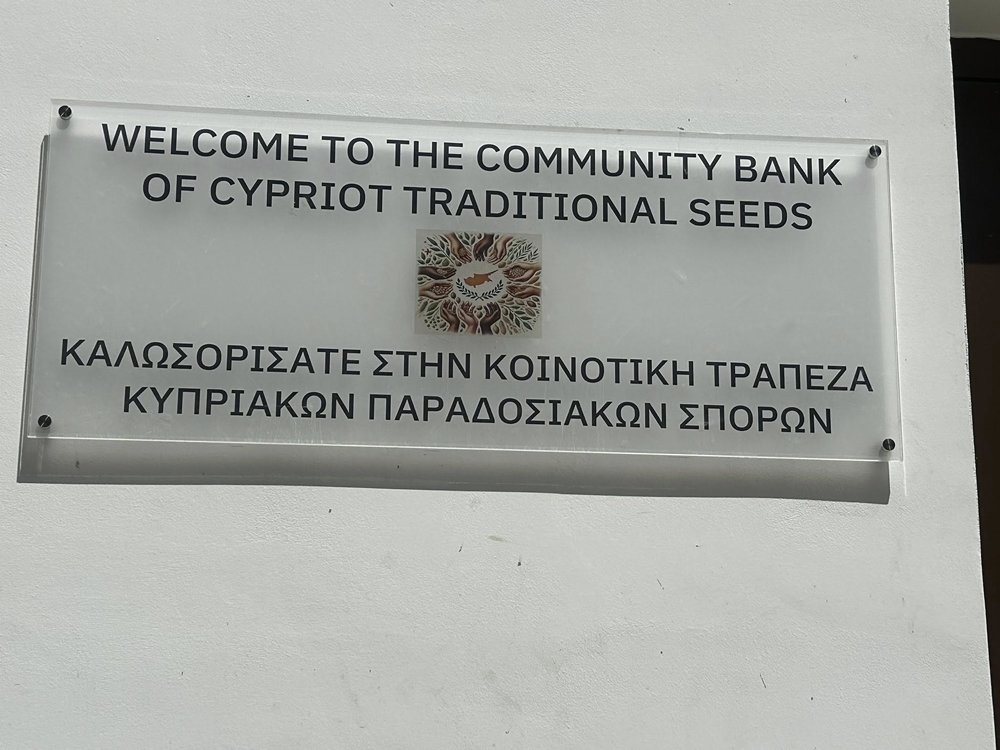 WELCOME TO THE COMMUNITY BANK
OF CYPRIOT TRADITIONAL SEEDS
ΚΑΛΩΣΟΡΙΣΑΤΕ ΣΤΗΝ ΚΟΙΝΟΤΙΚΗ ΤΡΑΠΕΖΑ
ΚΥΠΡΙΑΚΩΝ ΠΑΡΑΔΟΣΙΑΚΩΝ ΣΠΟΡΩΝ